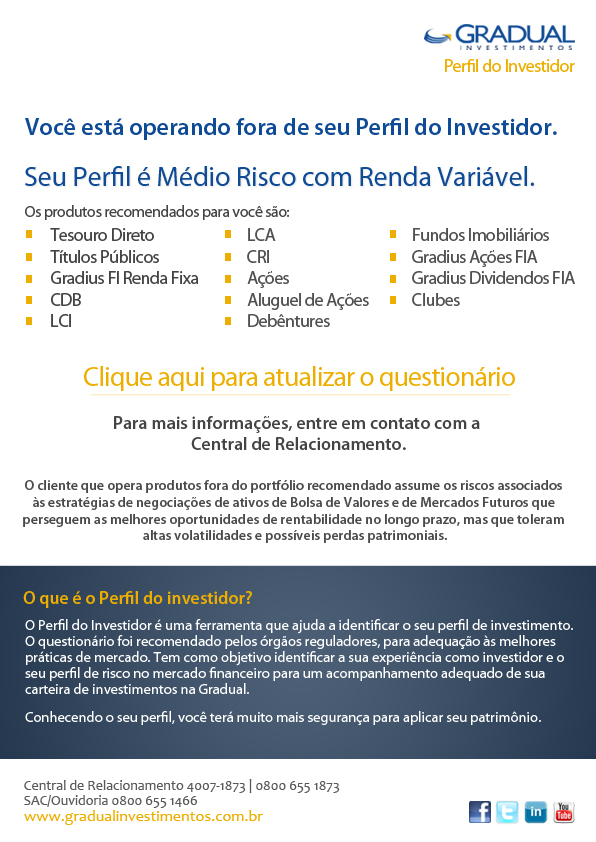 GRADUAL
INVESTIMENTOS
Perfil do Investidor
Você está operando fora de seu Perfil do Investidor.
Seu Perfil é Médio Risco com Renda Variável.
Os produtos recomendados para você são:
Tesouro Direto
Títulos Públicos
Gradius FI Renda Fixa
CDB
LCI
LCA
CRI
Ações
Aluguel de Ações
Debêntures
Fundos Imobiliários
Gradius Ações FIA
Gradius Dividendos FIA
Clubes
Clique aqui para atualizar o questionário
Para mais informações, entre em contato com a
Central de Relacionamento.
O cliente que opera produtos fora do portfólio recomendado assume os riscos associados
às estratégias de negociações de ativos de Bolsa de Valores e de Mercados Futuros que
perseguem as melhores oportunidades de rentabilidade no longo prazo, mas que toleram
altas volatilidades e possíveis perdas patrimoniais.
O que é o Perfil do investidor?
O Perfil do Investidor é uma ferramenta que ajuda a identificar o seu perfil de investimento.
O questionário foi recomendado pelos órgãos reguladores, para adequação às melhores
práticas de mercado. Tem como objetivo identificar a sua experiência como investidor e o
seu perfil de risco no mercado financeiro para um acompanhamento adequado de sua
carteira de investimentos na Gradual.
Conhecendo o seu perfil, você terá muito mais segurança para aplicar seu patrimônio.
Central de Relacionamento 4007-1873 | 0800 655 1873
SAC/Ouvidoria 0800 655 1466
www.gradualinvestimentos.com.br
f t in You Tube